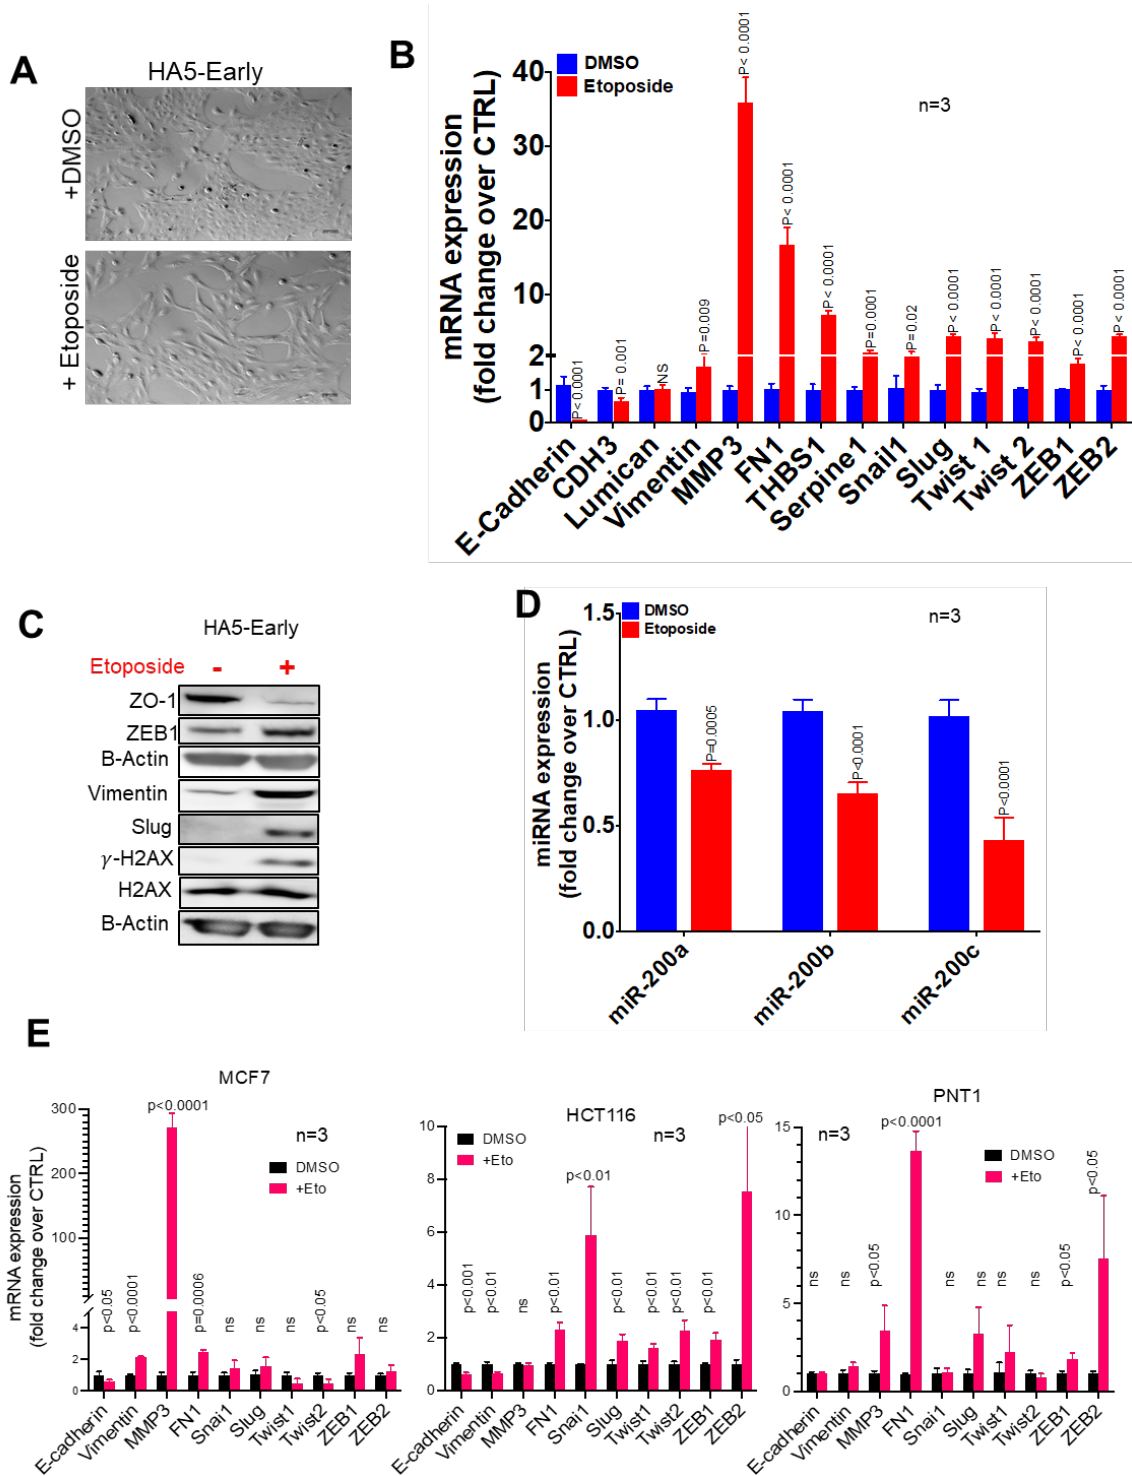 A
HA5-Early
+DMSO
+ Etoposide
B
DMSO
Etoposide
n=3
mRNA expression
(fold change over CTRL)
40
30
20
10
2
1
0
P<0.0001
P= 0.001
NS
P=0.009
P< 0.0001
P< 0.0001
P< 0.0001
P=0.0001
P=0.02
P< 0.0001
P< 0.0001
P< 0.0001
P< 0.0001
P< 0.0001
E-Cadherin
CDH3
Lumican
Vimentin
MMP3
FN1
THBS1
Serpine1
Snail1
Slug
Twist 1
Twist 2
ZEB1
ZEB2
C
HA5-Early
Etoposide - +
ZO-1
ZEB1
B-Actin
Vimentin
Slug
γ-H2AX
H2AX
B-Actin
D
DMSO
Etoposide
n=3
miRNA expression
(fold change over CTRL)
1.5
1.0
0.5
0.0
P=0.0005
P<0.0001
P<0.0001
miR-200a
miR-200b
miR-200c
E
MCF7
mRNA expression
(fold change over CTRL)
300
200
100
4
2
0
n=3
DMSO
+Eto
p<0.05
p<0.0001
p<0.0001
p=0.0006
ns
ns
ns
p<0.05
ns
ns
E-cadherin
Vimentin
MMP3
FN1
Snai1
Slug
Twist1
Twist2
ZEB1
ZEB2
HCT116
10
8
6
4
2
0
DMSO
+Eto
n=3
p<0.001
p<0.01
ns
p<0.01
p<0.01
p<0.01
p<0.01
p<0.01
p<0.01
p<0.05
E-cadherin
Vimentin
MMP3
FN1
Snai1
Slug
Twist1
Twist2
ZEB1
ZEB2
PNT1
15
10
5
0
n=3
DMSO
+Eto
ns
ns
p<0.05
p<0.0001
ns
ns
ns
ns
p<0.05
p<0.05
E-cadherin
Vimentin
MMP3
FN1
Snai1
Slug
Twist1
Twist2
ZEB1
ZEB2